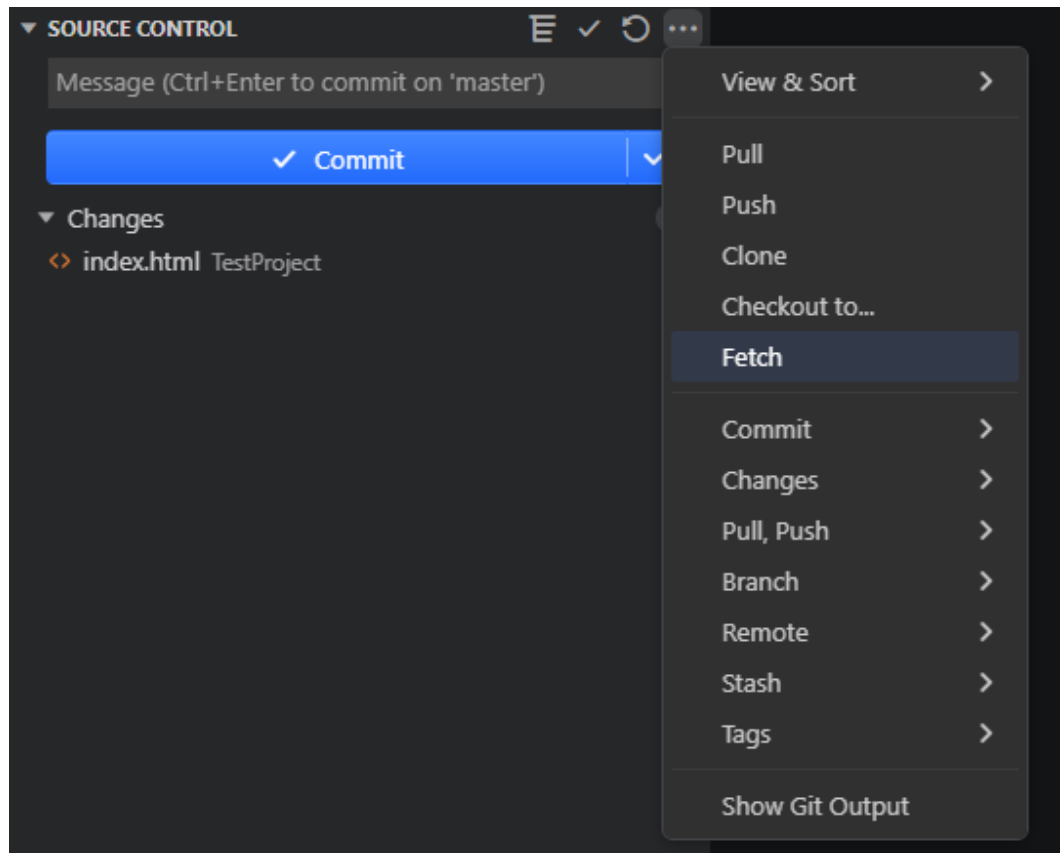 SOURCE CONTROL
Message (Ctrl+Enter to commit on 'master')
Commit
Changes
index.html TestProject
View & Sort
Pull
Push
Clone
Checkout to...
Fetch
Commit
Changes
Pull, Push
Branch
Remote
Stash
Tags
Show Git Output